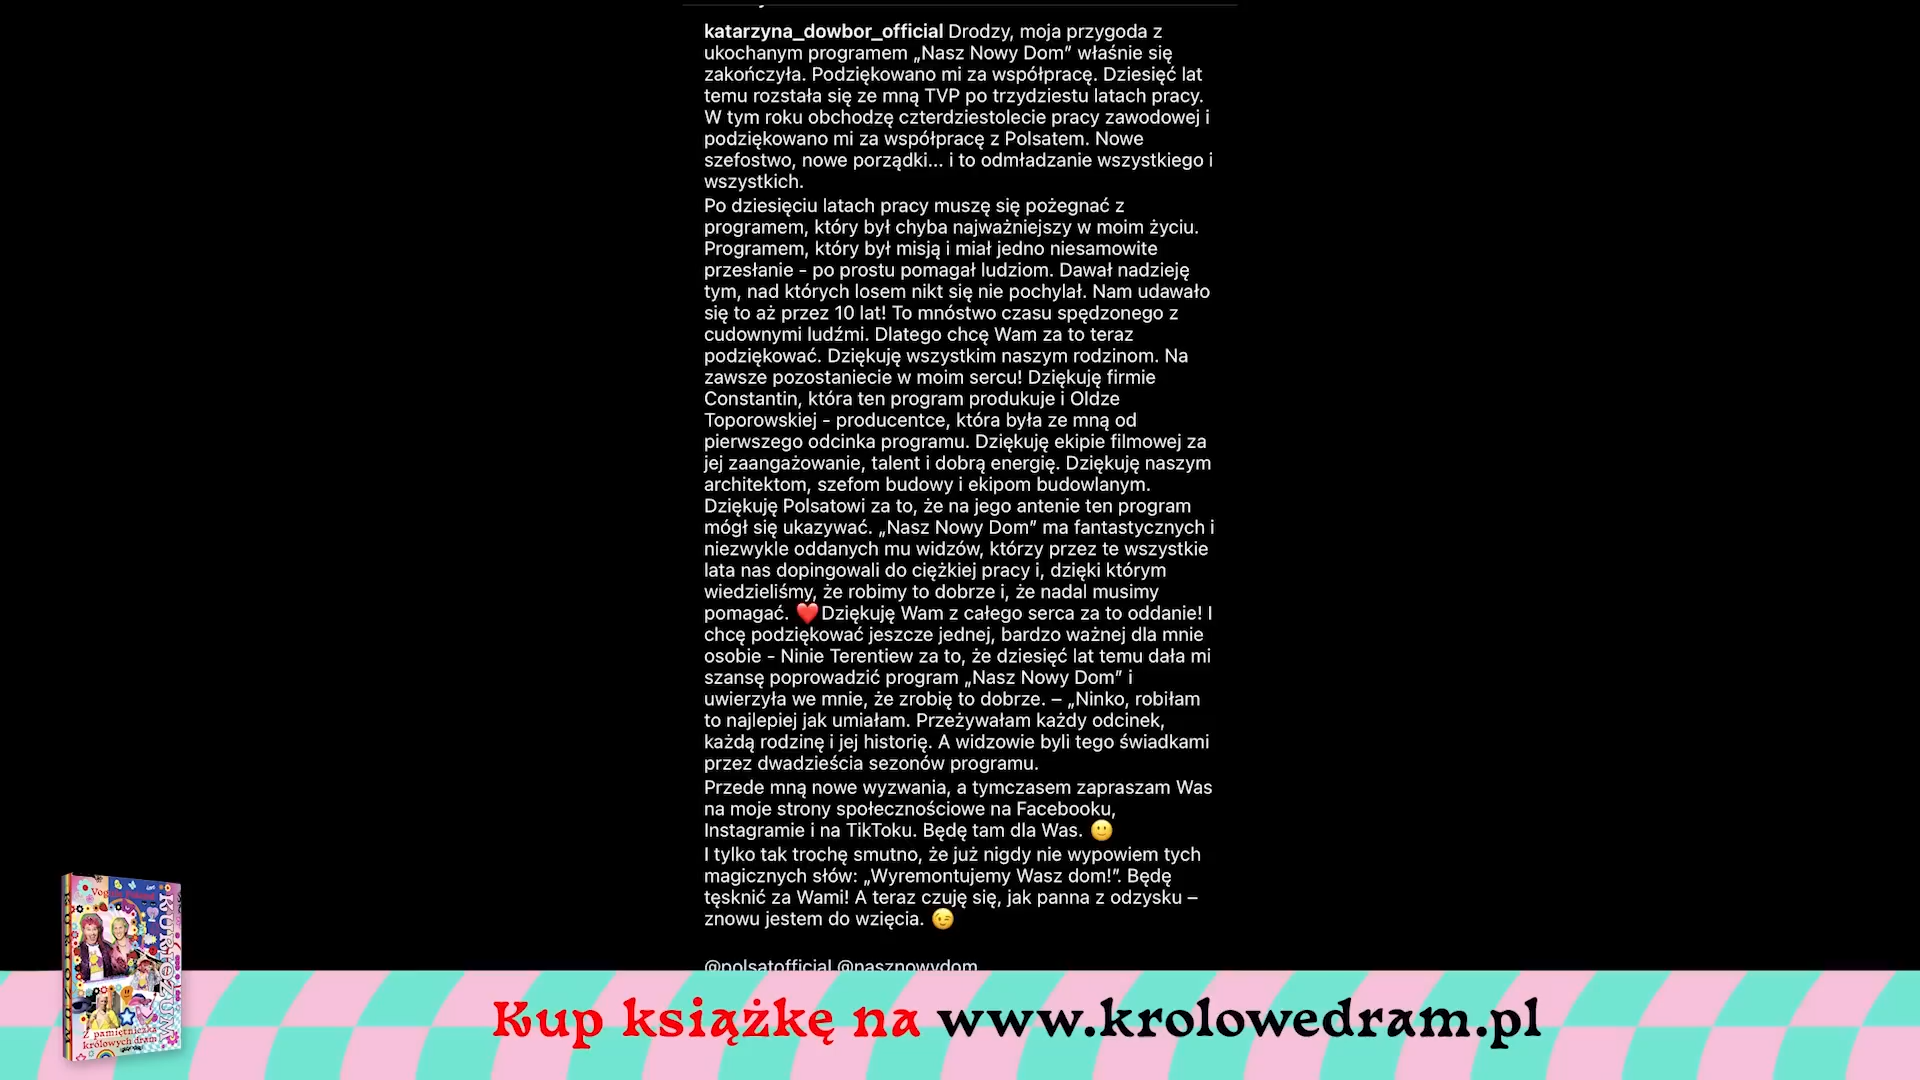 katarzyna_dowbor_official Drodzy, moja przygoda z
ukochanym programem „Nasz Nowy Dom” właśnie się
zakończyła. Podziękowano mi za współpracę. Dziesięć lat
temu rozstała się ze mną TVP po trzydziestu latach pracy.
W tym roku obchodzę czterdziestolecie pracy zawodowej i
podziękowano mi za współpracę z Polsatem. Nowe
szefostwo, nowe porządki... i to odmładzanie wszystkiego i
wszystkich.
Po dziesięciu latach pracy muszę się pożegnać z
programem, który był chyba najważniejszy w moim życiu.
Programem, który był misją i miał jedno niesamowite
przesłanie - po prostu pomagał ludziom. Dawał nadzieję
tym, nad których losem nikt się nie pochylał. Nam udawało
się to aż przez 10 lat! To mnóstwo czasu spędzonego z
cudownymi ludźmi. Dlatego chcę Wam za to teraz
podziękować. Dziękuję wszystkim naszym rodzinom. Na
zawsze pozostaniecie w moim sercu! Dziękuję firmie
Constantin, która ten program produkuje i Oldze
Toporowskiej - producentce, która była ze mną od
pierwszego odcinka programu. Dziękuję ekipie filmowej za
jej zaangażowanie, talent i dobrą energię. Dziękuję naszym
architektom, szefom budowy i ekipom budowlanym.
Dziękuję Polsatowi za to, że na jego antenie ten program
mógł się ukazywać. „Nasz Nowy Dom” ma fantastycznych i
niezwykle oddanych mu widzów, którzy przez te wszystkie
lata nas dopingowali do ciężkiej pracy i, dzięki którym
wiedzieliśmy, że robimy to dobrze i, że nadal musimy
pomagać. ❤️Dziękuję Wam z całego serca za to oddanie! I
chcę podziękować jeszcze jednej, bardzo ważnej dla mnie
osobie - Ninie Terentiew za to, że dziesięć lat temu dała mi
szansę poprowadzić program „Nasz Nowy Dom” i
uwierzyła we mnie, że zrobię to dobrze. – „Ninko, robiłam
to najlepiej jak umiałam. Przeżywałam każdy odcinek,
każdą rodzinę i jej historię. A widzowie byli tego świadkami
przez dwadzieścia sezonów programu.
Przede mną nowe wyzwania, a tymczasem zapraszam Was
na moje strony społecznościowe na Facebooku,
Instagramie i na TikToku. Będę tam dla Was. 🙂
I tylko tak trochę smutno, że już nigdy nie wypowiem tych
magicznych słów: „Wyremontujemy Wasz dom!”. Będę
tęsknić za Wami! A teraz czuję się, jak panna z odzysku –
znowu jestem do wzięcia. 😉
@polsatofficial @nasznowydom
Z pamiętniczka
królowych dram
Kup książkę na www.krolowedram.pl